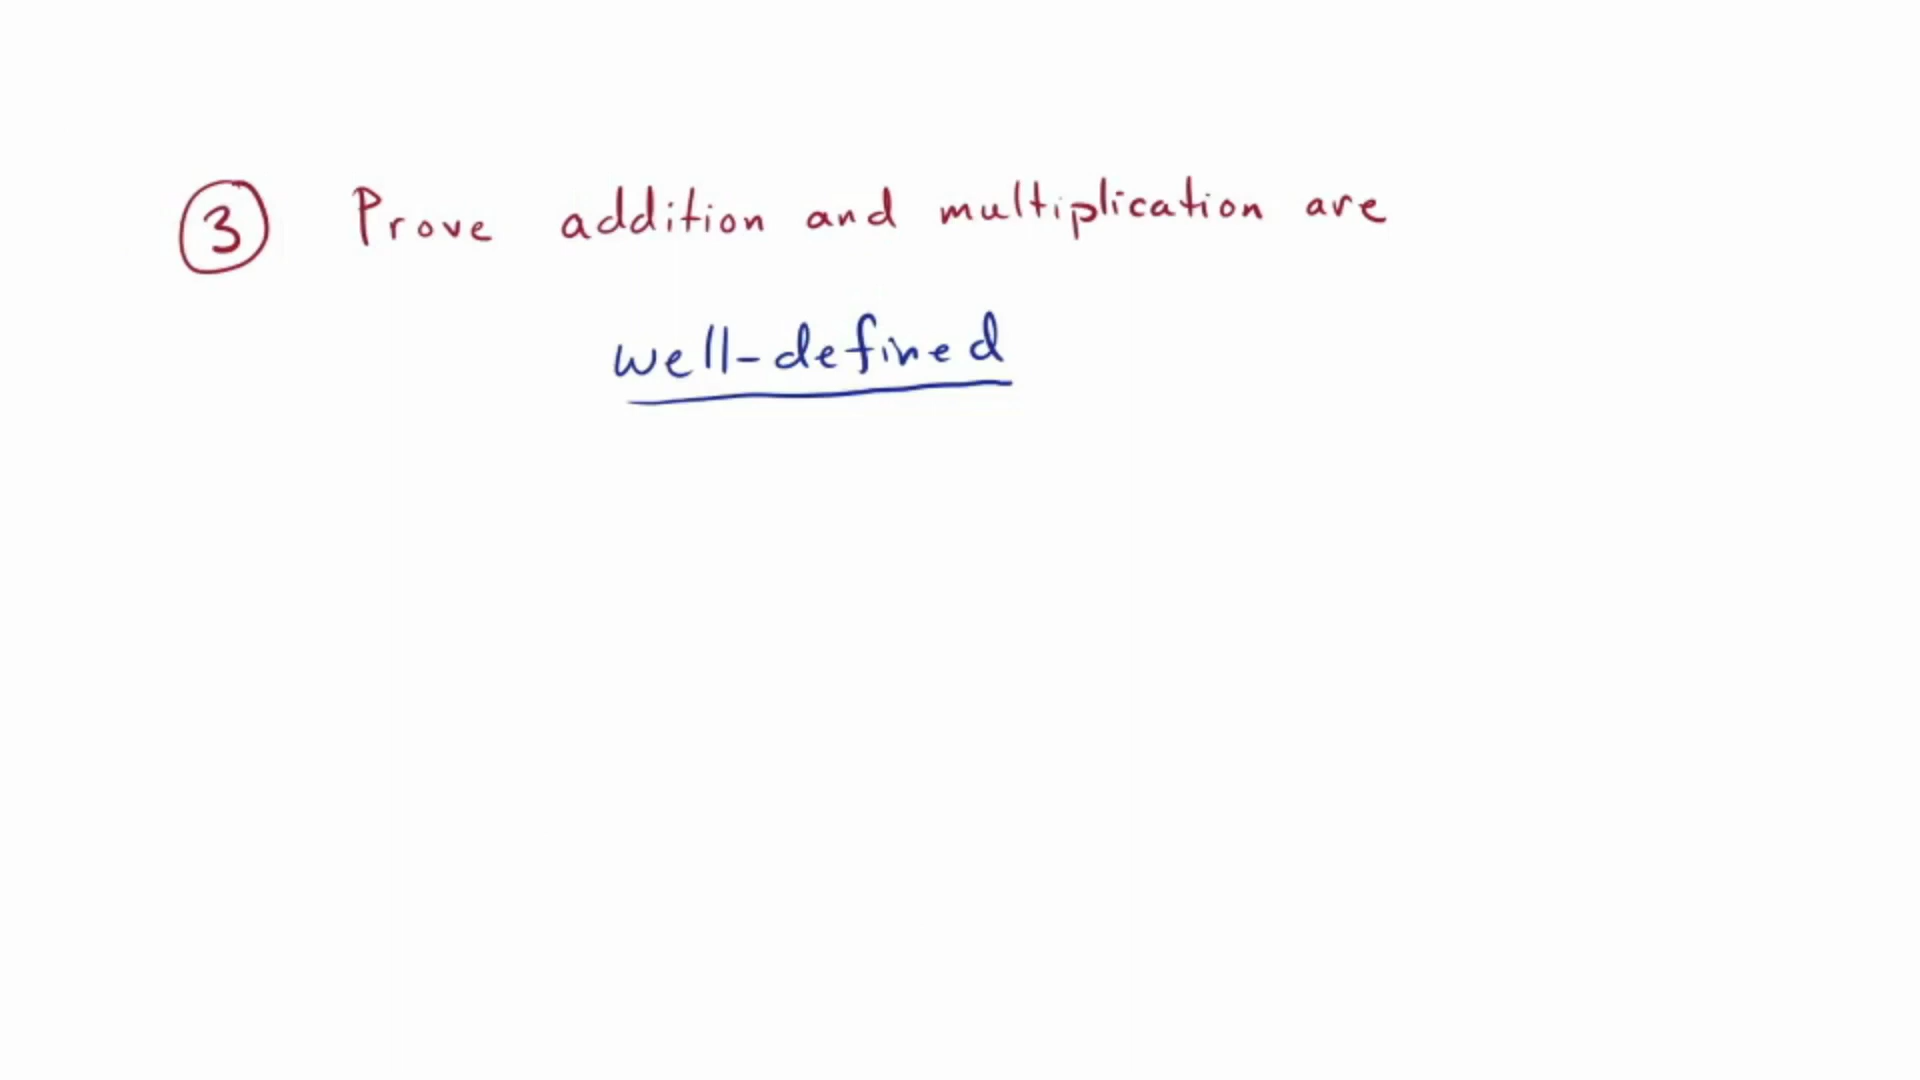 ③ Prove addition and multiplication are
well-defined